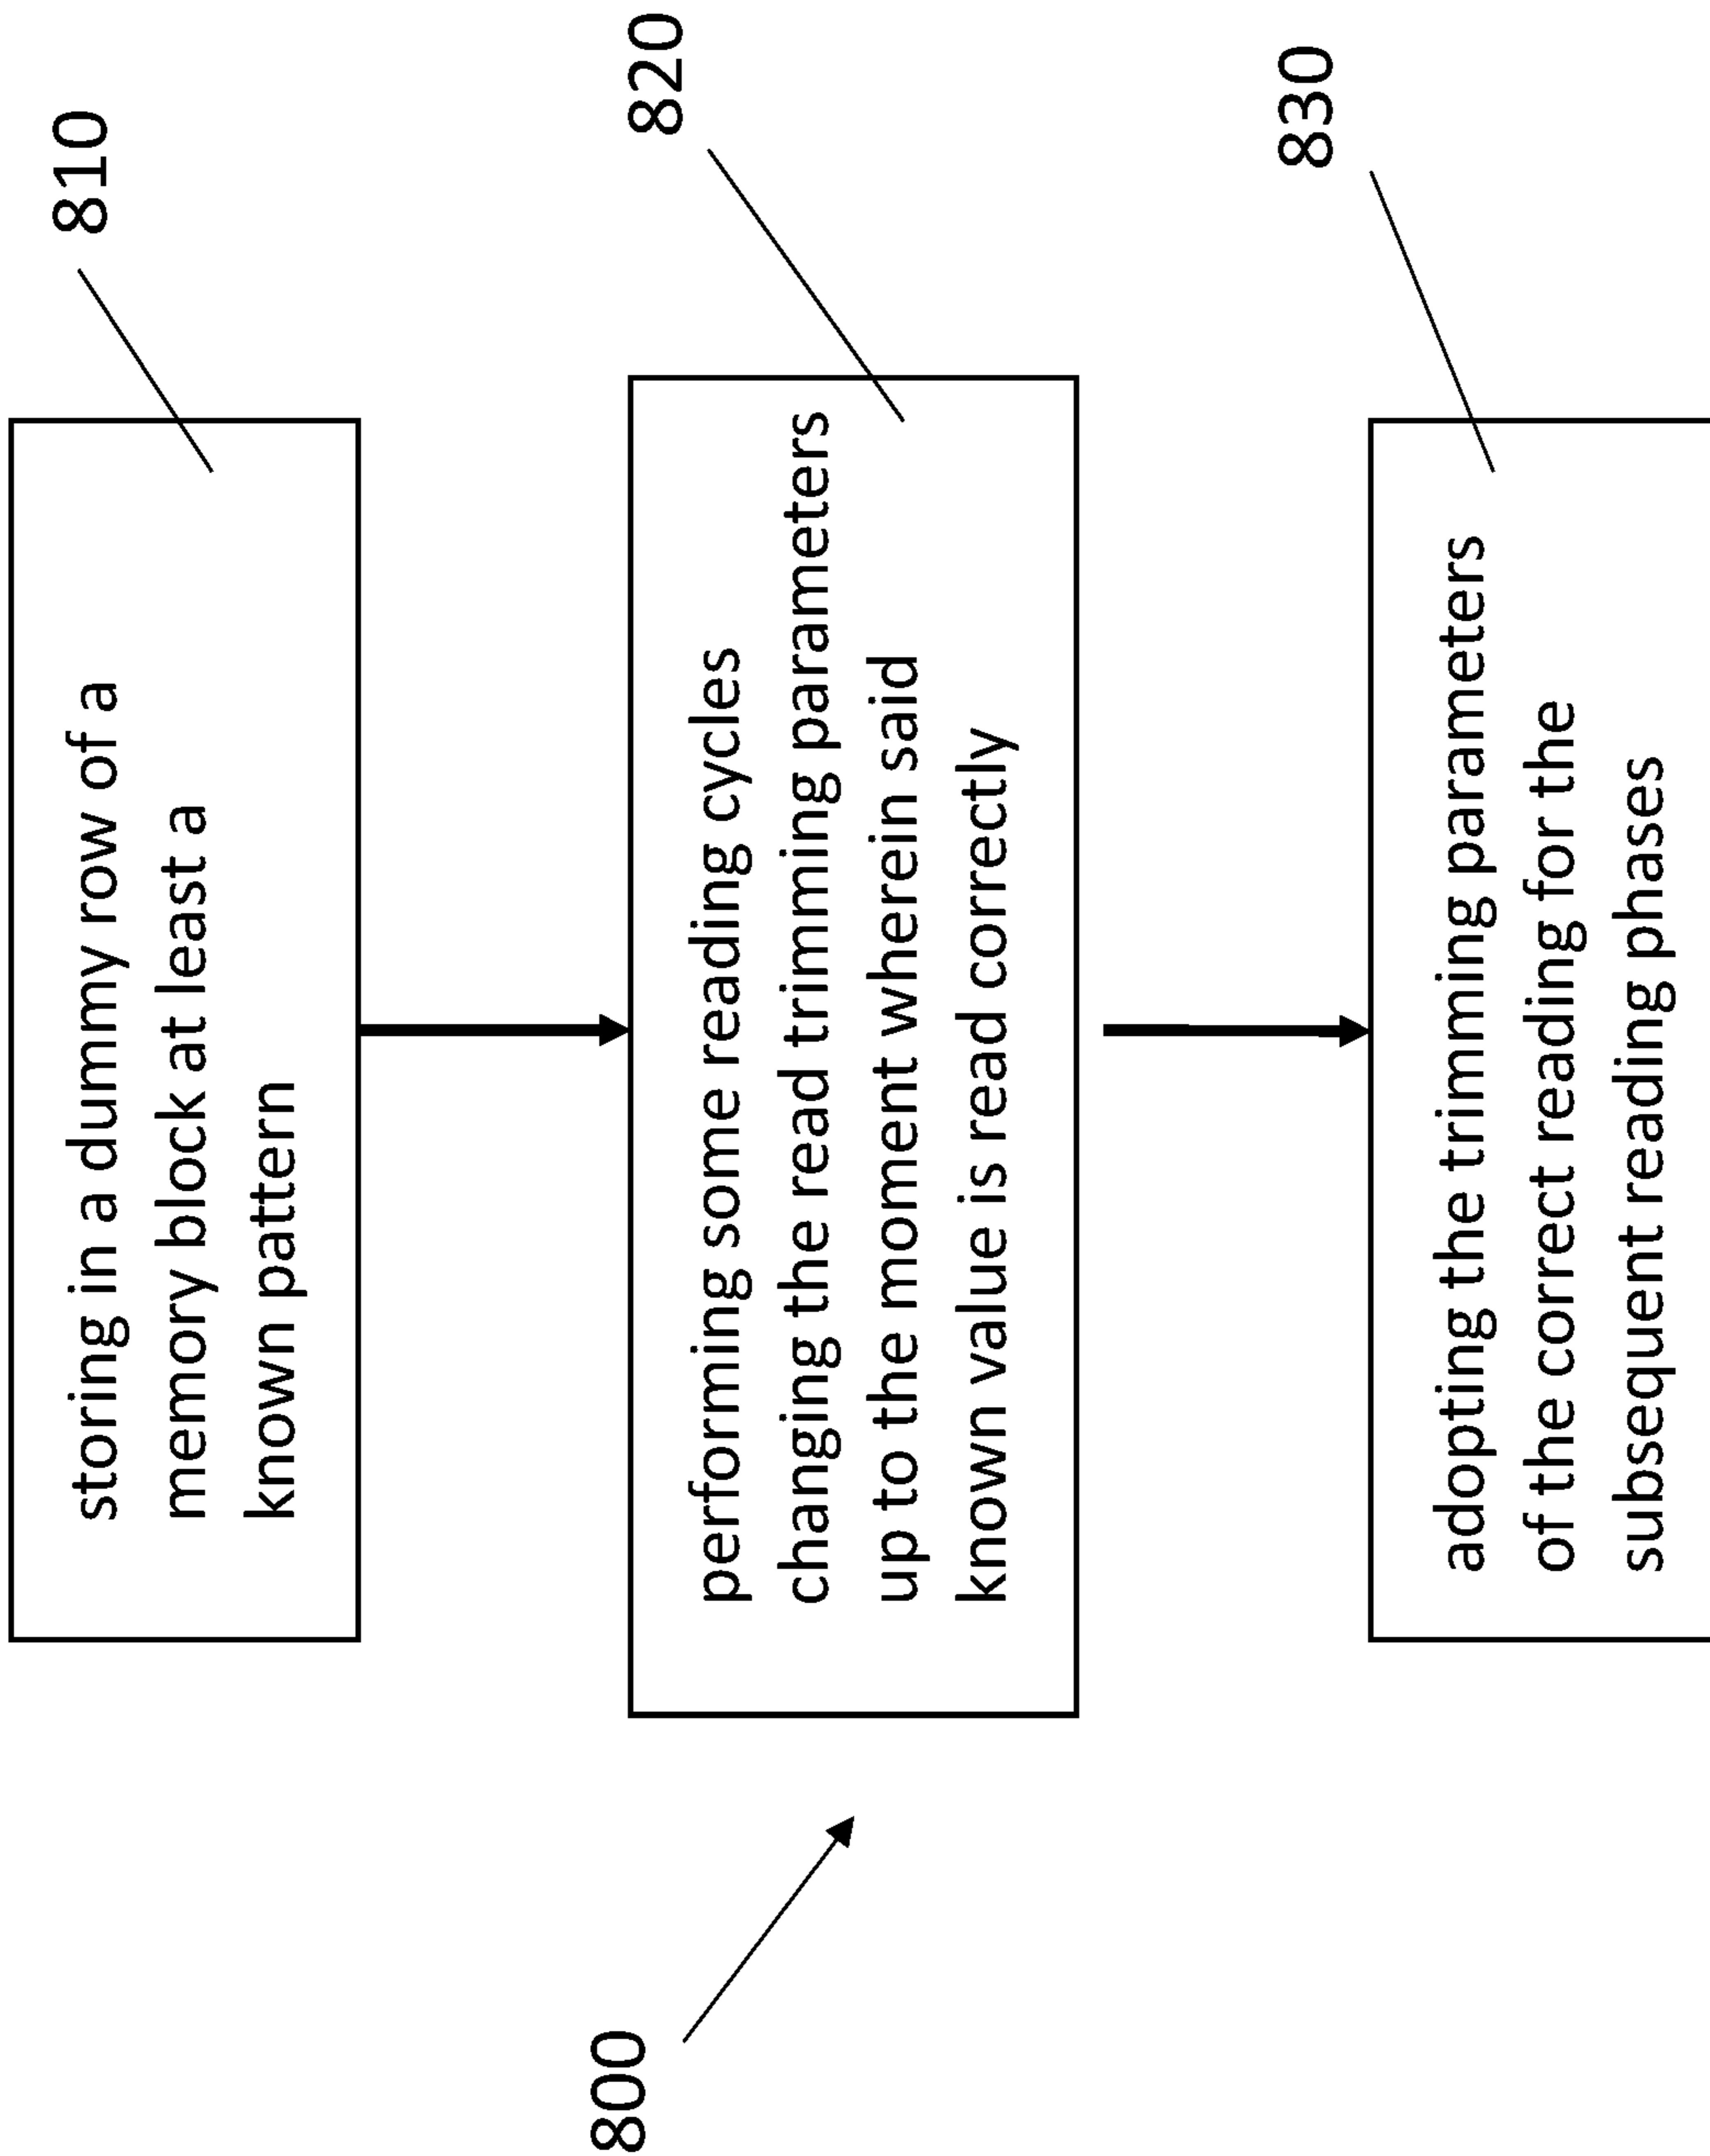 810
storing in a dummy row of a
memory block at least a
known pattern
820
performing some reading cycles
changing the read trimming parameters
up to the moment wherein said
known value is read correctly
800
830
adopting the trimming parameters
of the correct reading for the
subsequent reading phases